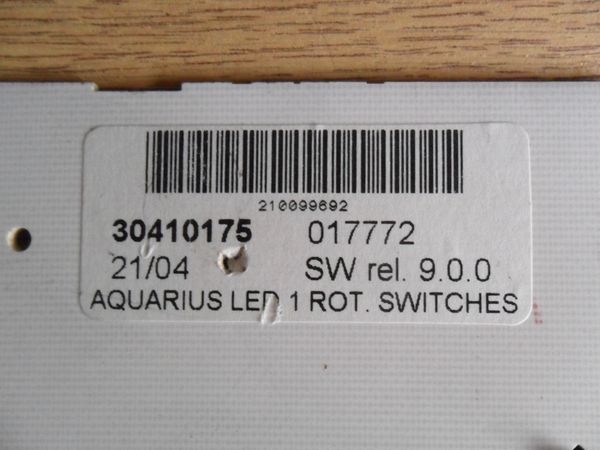 210099692
30410175 017772
21/04 SW rel. 9.0.0
AQUARIUS LED 1 ROT. SWITCHES